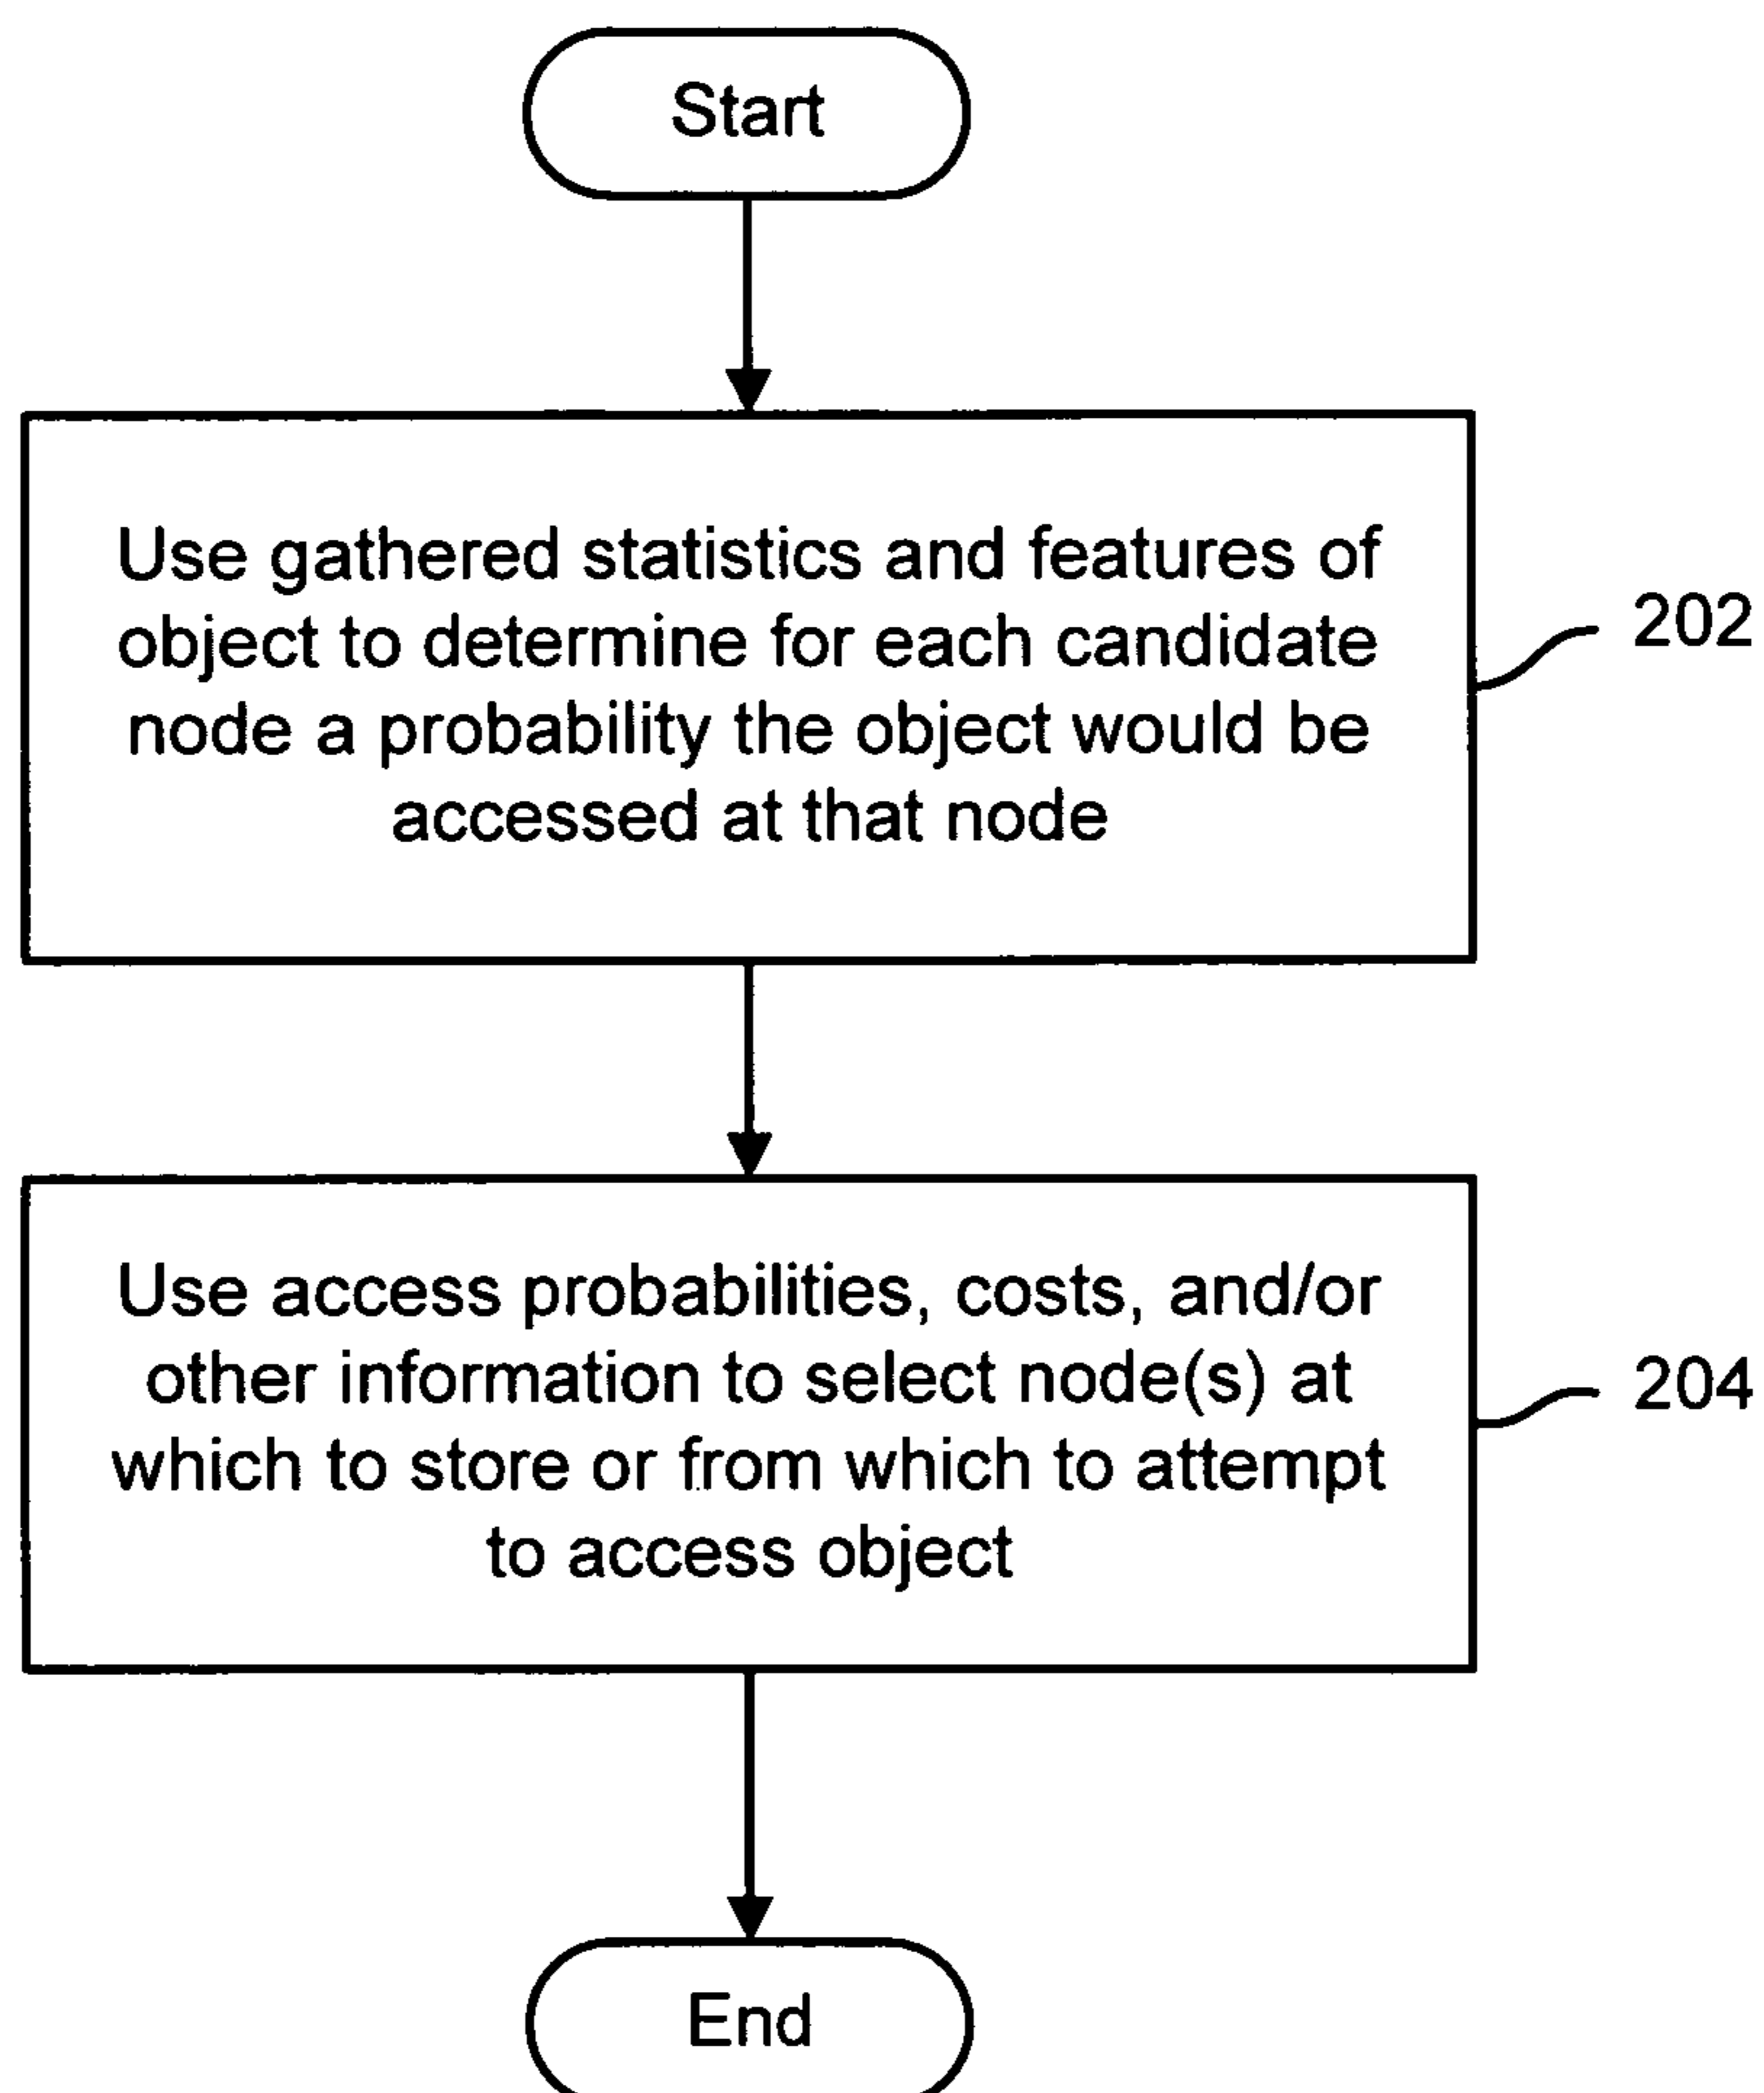 Start
Use gathered statistics and features of
object to determine for each candidate
node a probability the object would be
accessed at that node
202
Use access probabilities, costs, and/or
other information to select node(s) at
which to store or from which to attempt
to access object
204
End